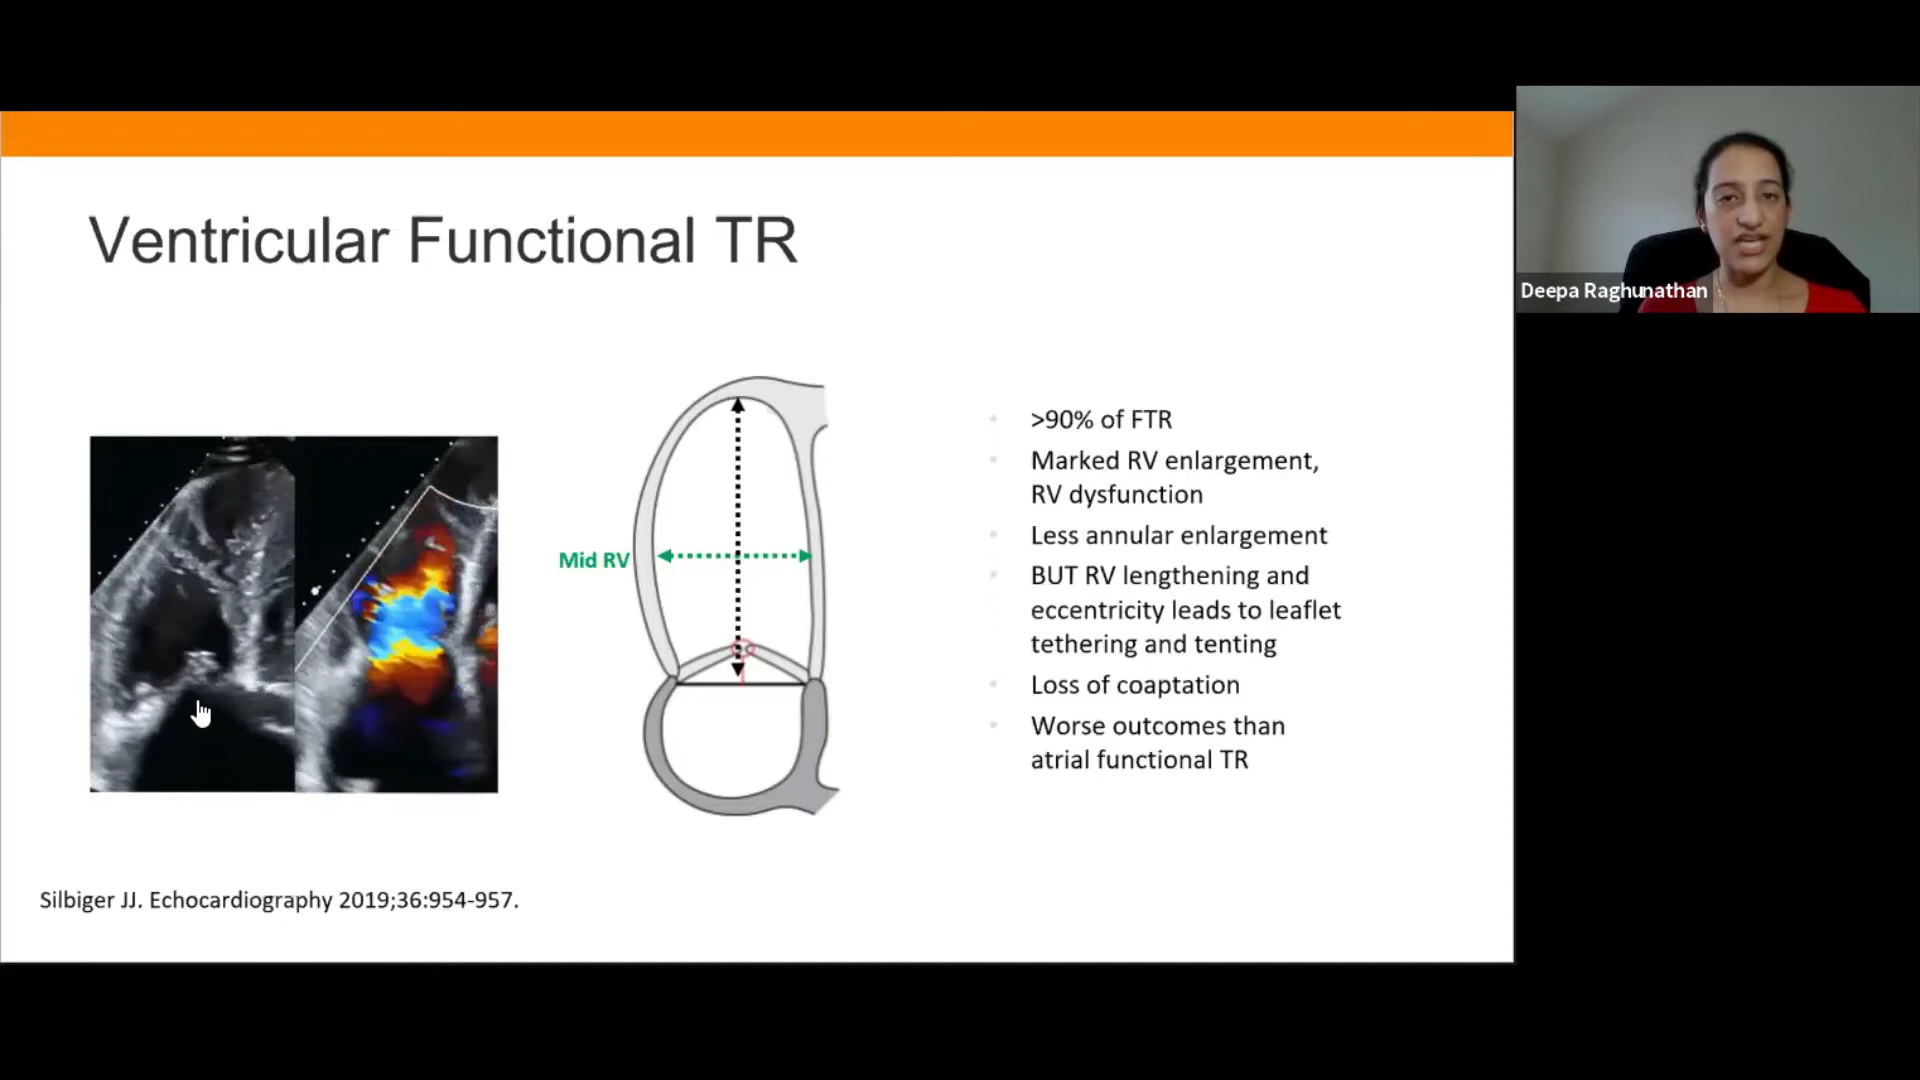 Ventricular Functional TR
Deepa Raghunathan
Mid RV
>90% of FTR
Marked RV enlargement,
RV dysfunction
Less annular enlargement
BUT RV lengthening and
eccentricity leads to leaflet
tethering and tenting
Loss of coaptation
Worse outcomes than
atrial functional TR
Silbiger JJ. Echocardiography 2019;36:954-957.